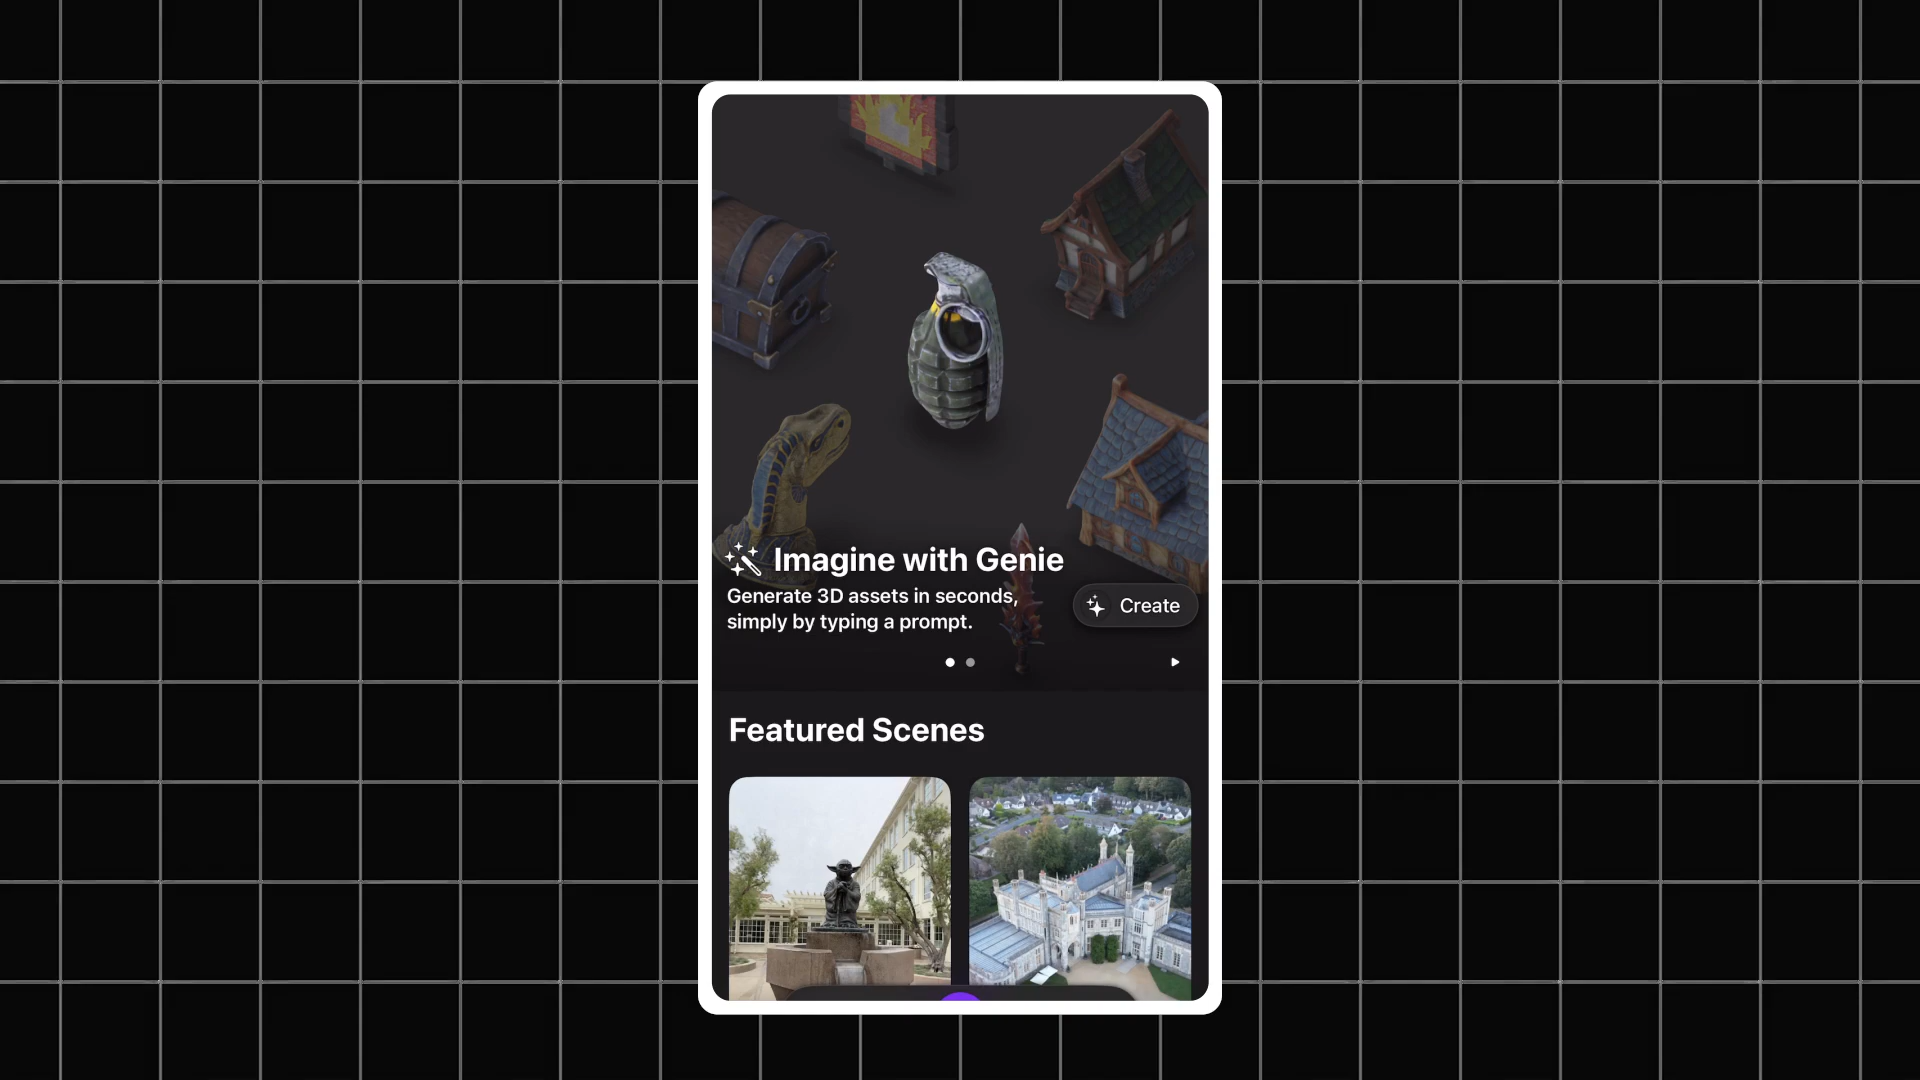 Imagine with Genie
Generate 3D assets in seconds,
simply by typing a prompt.
Create
Featured Scenes